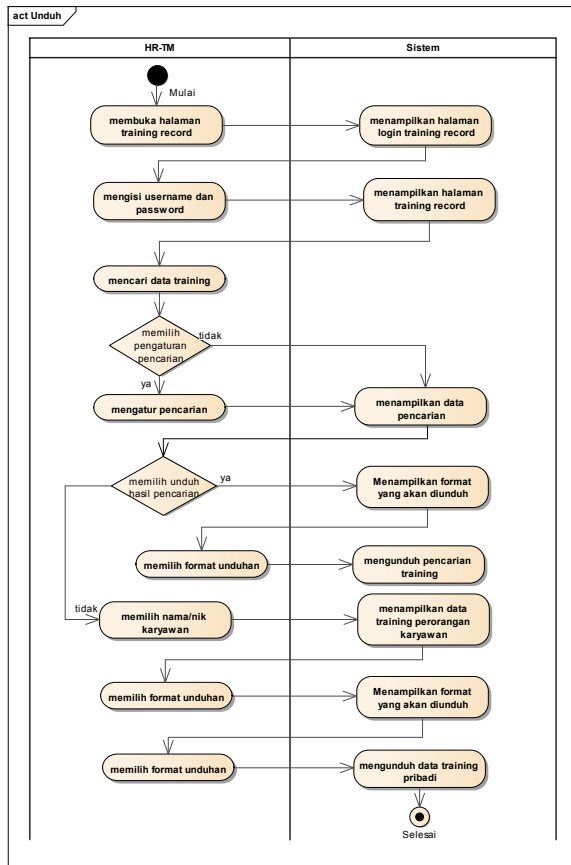 act Unduh
HR-TM
Sistem
Mulai
membuka halaman
training record
menampilkan halaman
login training record
mengisi username dan
password
menampilkan halaman
training record
mencari data training
memilih
pengaturan
pencarian
tidak
ya
mengatur pencarian
menampilkan data
pencarian
memilih unduh
hasil pencarian
ya
Menampilkan format
yang akan diunduh
memilih format unduhan
mengunduh pencarian
training
tidak
memilih nama/nik
karyawan
menampilkan data
training perorangan
karyawan
memilih format unduhan
Menampilkan format
yang akan diunduh
memilih format unduhan
mengunduh data training
pribadi
Selesai